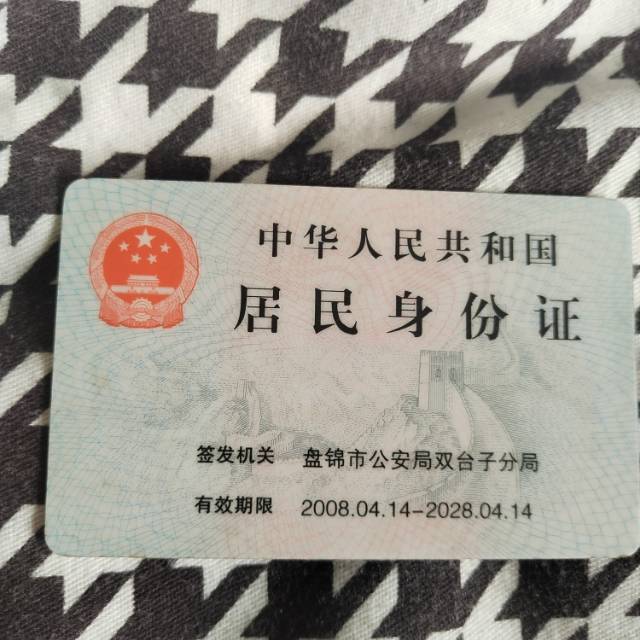 中华人民共和国
居民身份证
签发机关 盘锦市公安局双台子分局
有效期限 2008.04.14-2028.04.14